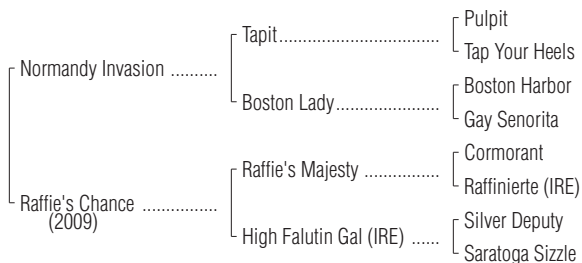 Pulpit
Tapit
Tap Your Heels
Normandy Invasion
Boston Harbor
Boston Lady
Gay Senorita
Cormorant
Raffie's Majesty
Raffinierte (IRE)
Raffie's Chance
(2009)
Silver Deputy
High Falutin Gal (IRE)
Saratoga Sizzle